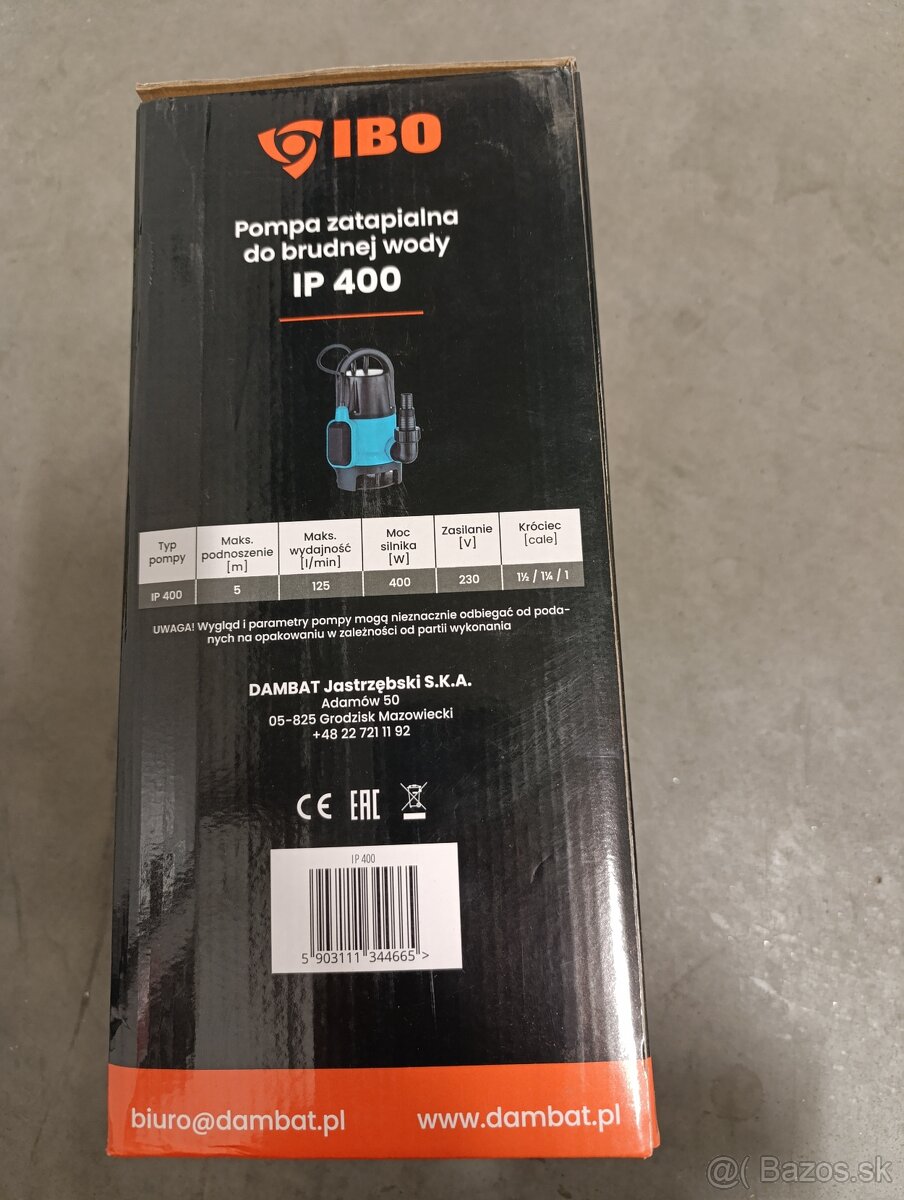 IBO
Pompa zatapialna
do brudnej wody
IP 400
Typ pompy Maks. podnoszenie [m] Maks. wydajność [l/min] Moc silnika [W] Zasilanie [V] Króciec [cale]
IP 400 5 125 400 230 1½ / 1¼ / 1
UWAGA! Wygląd i parametry pompy mogą nieznacznie odbiegać od poda-
nych na opakowaniu w zależności od partii wykonania
DAMBAT Jastrzębski S.K.A.
Adamów 50
05-825 Grodzisk Mazowiecki
+48 22 721 11 92
CE EAC
IP 400
5 903111 344665 >
biuro@dambat.pl www.dambat.pl
@( Bazos.sk